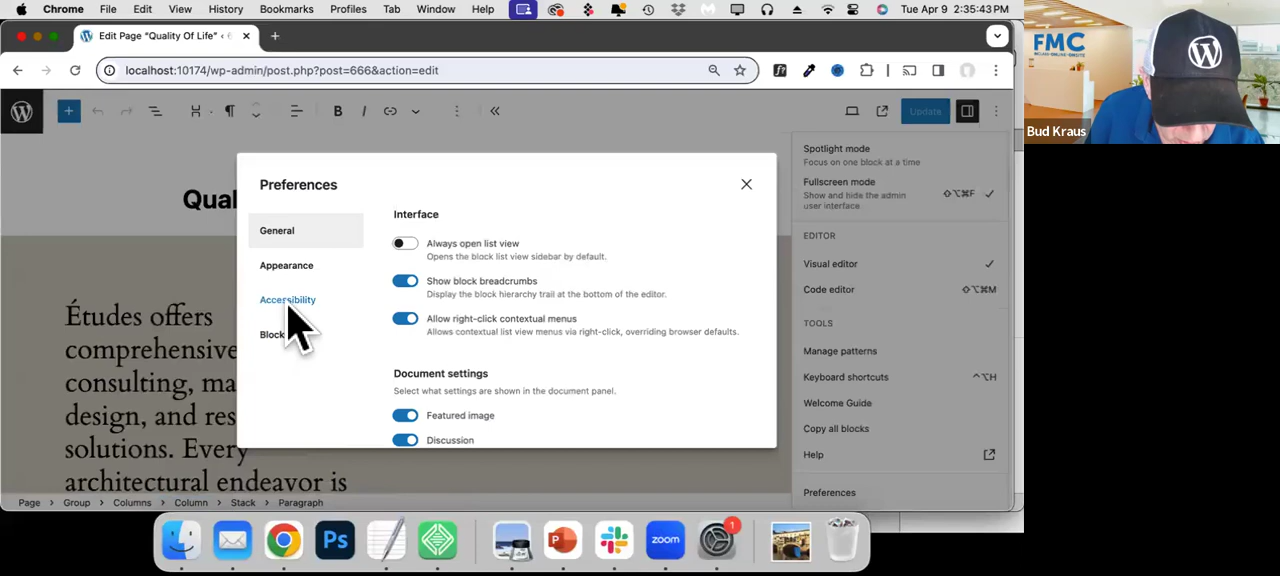 Chrome File Edit View History Bookmarks Profiles Tab Window Help Tue Apr 9 2:35:43 PM
Edit Page “Quality Of Life” ‹
localhost:10174/wp-admin/post.php?post=666&action=edit
Update
Spotlight mode
Focus on one block at a time
Fullscreen mode
⇧⌥⌘F
Show and hide the admin
user interface
EDITOR
Visual editor
Code editor ⇧⌥⌘M
TOOLS
Manage patterns
Keyboard shortcuts ⌃⌥H
Welcome Guide
Copy all blocks
Help
Preferences
Qual
Preferences
General
Appearance
Accessibility
Block
Interface
Always open list view
Opens the block list view sidebar by default.
Show block breadcrumbs
Display the block hierarchy trail at the bottom of the editor.
Allow right-click contextual menus
Allows contextual list view menus via right-click, overriding browser defaults.
Document settings
Select what settings are shown in the document panel.
Featured image
Discussion
Études offers
comprehensive
consulting, ma
design, and res
solutions. Every
architectural endeavor is
Page > Group > Columns > Column > Stack > Paragraph
Ps
zoom
1
FMC
Bud Kraus